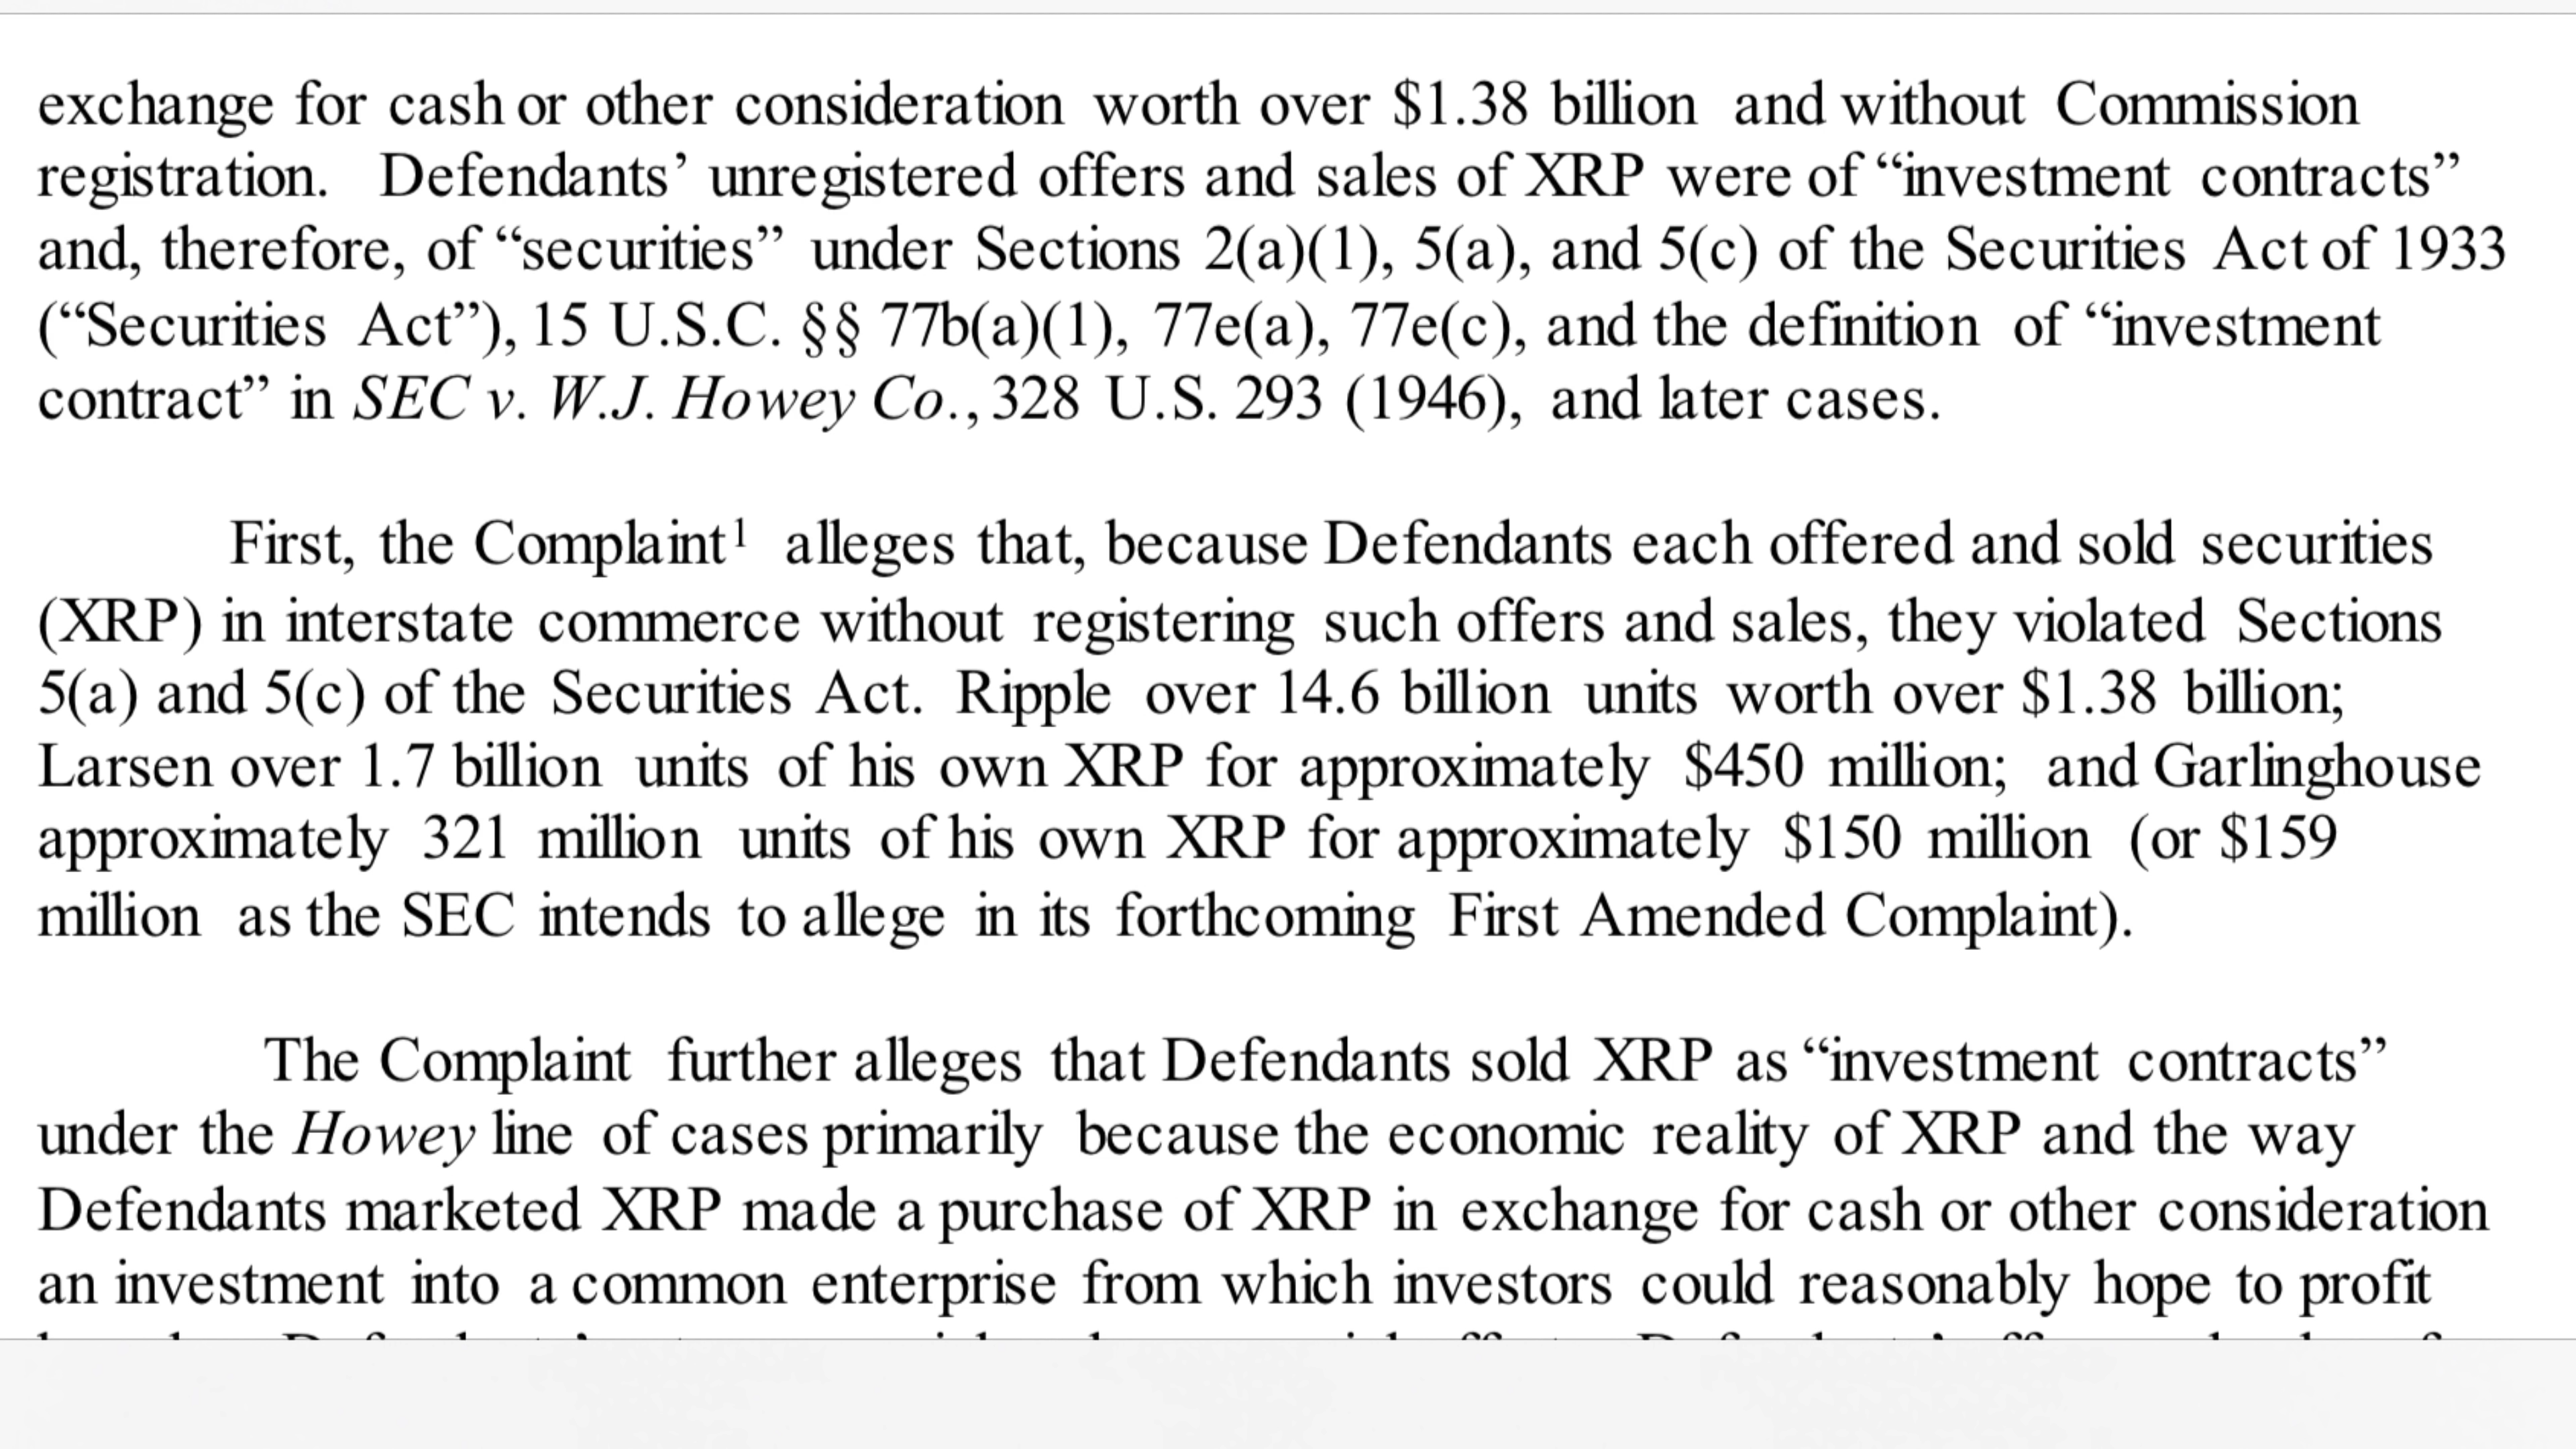 exchange for cash or other consideration worth over $1.38 billion and without Commission
registration. Defendants’ unregistered offers and sales of XRP were of “investment contracts”
and, therefore, of “securities” under Sections 2(a)(1), 5(a), and 5(c) of the Securities Act of 1933
(“Securities Act”), 15 U.S.C. §§ 77b(a)(1), 77e(a), 77e(c), and the definition of “investment
contract” in SEC v. W.J. Howey Co., 328 U.S. 293 (1946), and later cases.
First, the Complaint¹ alleges that, because Defendants each offered and sold securities
(XRP) in interstate commerce without registering such offers and sales, they violated Sections
5(a) and 5(c) of the Securities Act. Ripple over 14.6 billion units worth over $1.38 billion;
Larsen over 1.7 billion units of his own XRP for approximately $450 million; and Garlinghouse
approximately 321 million units of his own XRP for approximately $150 million (or $159
million as the SEC intends to allege in its forthcoming First Amended Complaint).
The Complaint further alleges that Defendants sold XRP as “investment contracts”
under the Howey line of cases primarily because the economic reality of XRP and the way
Defendants marketed XRP made a purchase of XRP in exchange for cash or other consideration
an investment into a common enterprise from which investors could reasonably hope to profit